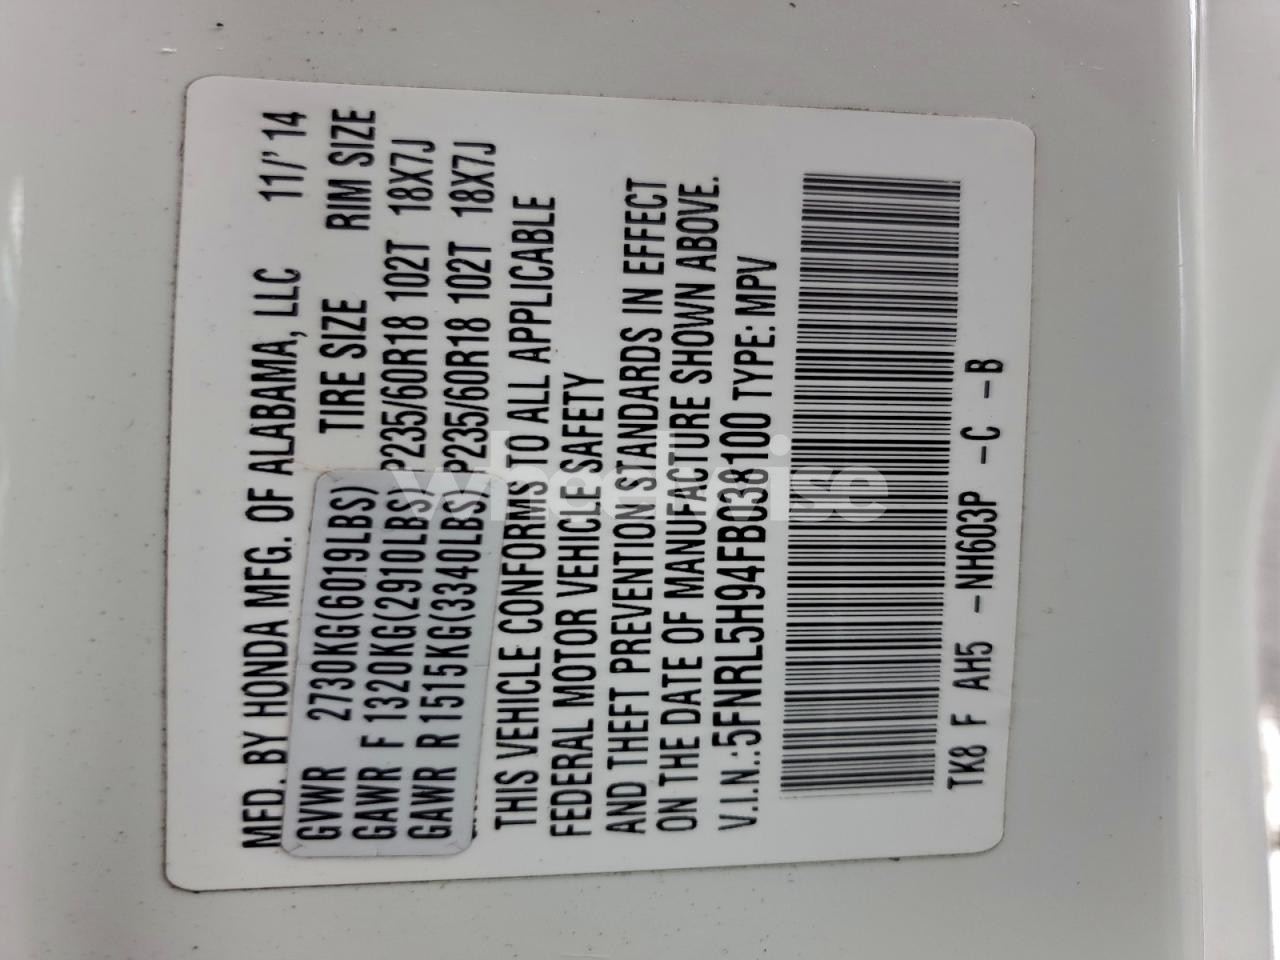 MFD. BY HONDA MFG. OF ALABAMA, LLC 11/'14
TIRE SIZE RIM SIZE
GVWR 2730KG(6019LBS)
GAWR F 1320KG(2910LBS) P235/60R18 102T 18X7J
GAWR R 1515KG(3340LBS) P235/60R18 102T 18X7J
THIS VEHICLE CONFORMS TO ALL APPLICABLE
FEDERAL MOTOR VEHICLE SAFETY
AND THEFT PREVENTION STANDARDS IN EFFECT
ON THE DATE OF MANUFACTURE SHOWN ABOVE.
V.I.N.:5FNRL5H94FB038100 TYPE: MPV
TK8 F AH5 -NH603P -C -B
wheelwise